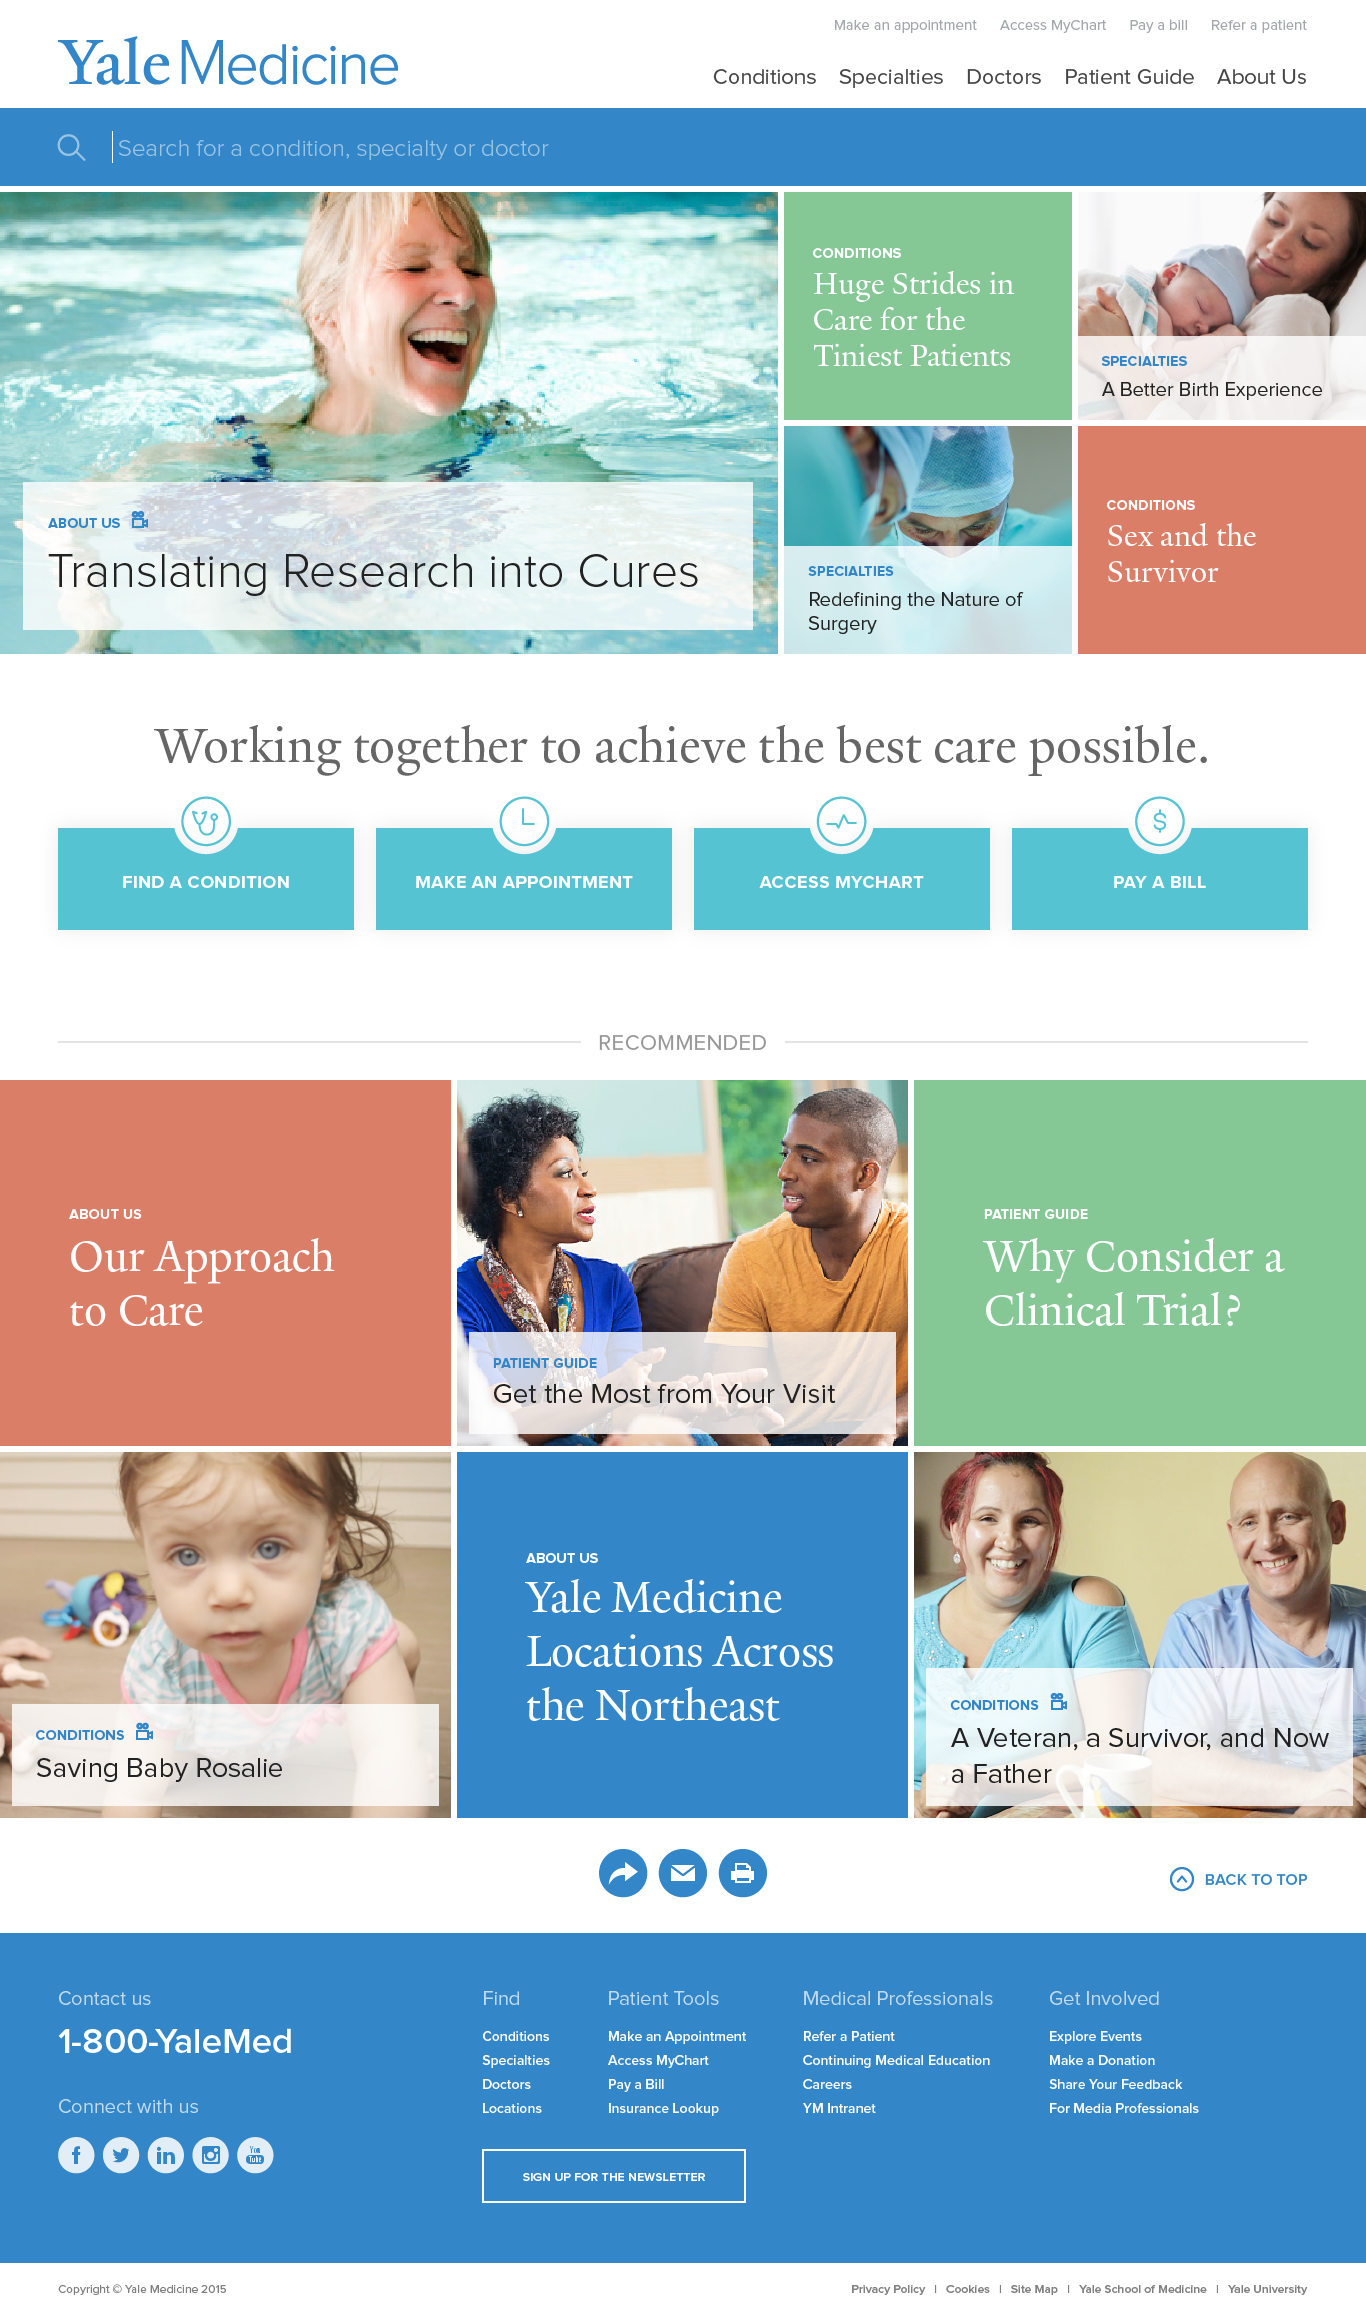 Make an appointment Access MyChart Pay a bill Refer a patient
Yale Medicine
Conditions Specialties Doctors Patient Guide About Us
Search for a condition, specialty or doctor
ABOUT US
Translating Research into Cures
CONDITIONS
Huge Strides in
Care for the
Tiniest Patients
SPECIALTIES
A Better Birth Experience
SPECIALTIES
Redefining the Nature of
Surgery
CONDITIONS
Sex and the
Survivor
Working together to achieve the best care possible.
FIND A CONDITION
MAKE AN APPOINTMENT
ACCESS MYCHART
$
PAY A BILL
RECOMMENDED
ABOUT US
Our Approach
to Care
PATIENT GUIDE
Get the Most from Your Visit
PATIENT GUIDE
Why Consider a
Clinical Trial?
CONDITIONS
Saving Baby Rosalie
ABOUT US
Yale Medicine
Locations Across
the Northeast
CONDITIONS
A Veteran, a Survivor, and Now
a Father
BACK TO TOP
Contact us
1-800-YaleMed
Connect with us
f
in
You
Tube
Find
Conditions
Specialties
Doctors
Locations
Patient Tools
Make an Appointment
Access MyChart
Pay a Bill
Insurance Lookup
Medical Professionals
Refer a Patient
Continuing Medical Education
Careers
YM Intranet
Get Involved
Explore Events
Make a Donation
Share Your Feedback
For Media Professionals
SIGN UP FOR THE NEWSLETTER
Copyright © Yale Medicine 2015
Privacy Policy | Cookies | Site Map | Yale School of Medicine | Yale University